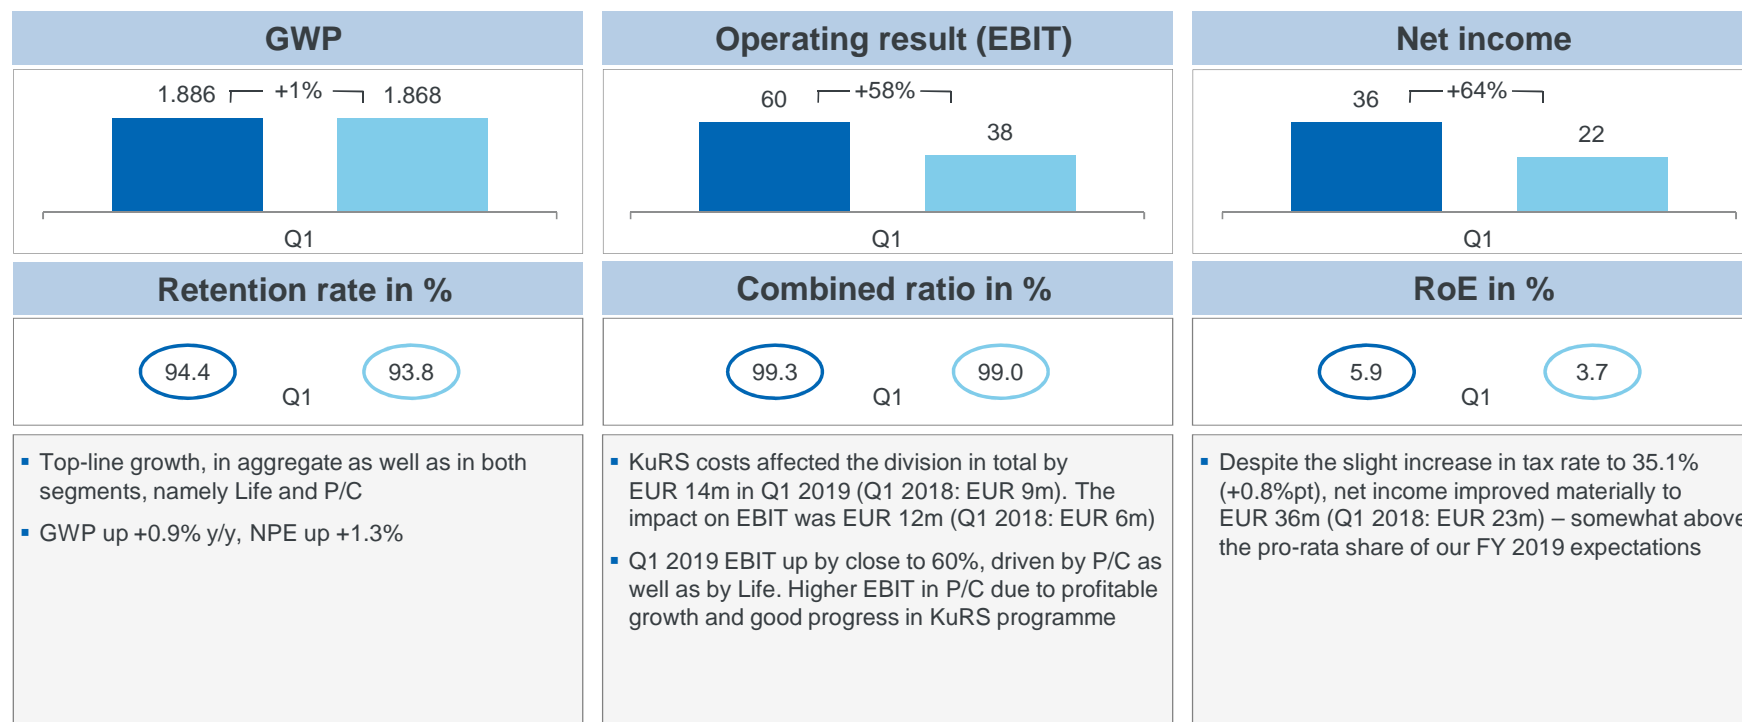 GWP
1.886 +1% 1.868
Q1
Operating result (EBIT)
60 +58%
38
Q1
Net income
36 +64%
22
Q1
Retention rate in %
94.4 93.8
Q1
Combined ratio in %
99.3 99.0
Q1
RoE in %
5.9 3.7
Q1
▪ Top-line growth, in aggregate as well as in both
segments, namely Life and P/C
▪ GWP up +0.9% y/y, NPE up +1.3%
▪ KuRS costs affected the division in total by
EUR 14m in Q1 2019 (Q1 2018: EUR 9m). The
impact on EBIT was EUR 12m (Q1 2018: EUR 6m)
▪ Q1 2019 EBIT up by close to 60%, driven by P/C as
well as by Life. Higher EBIT in P/C due to profitable
growth and good progress in KuRS programme
▪ Despite the slight increase in tax rate to 35.1%
(+0.8%pt), net income improved materially to
EUR 36m (Q1 2018: EUR 23m) – somewhat above
the pro-rata share of our FY 2019 expectations